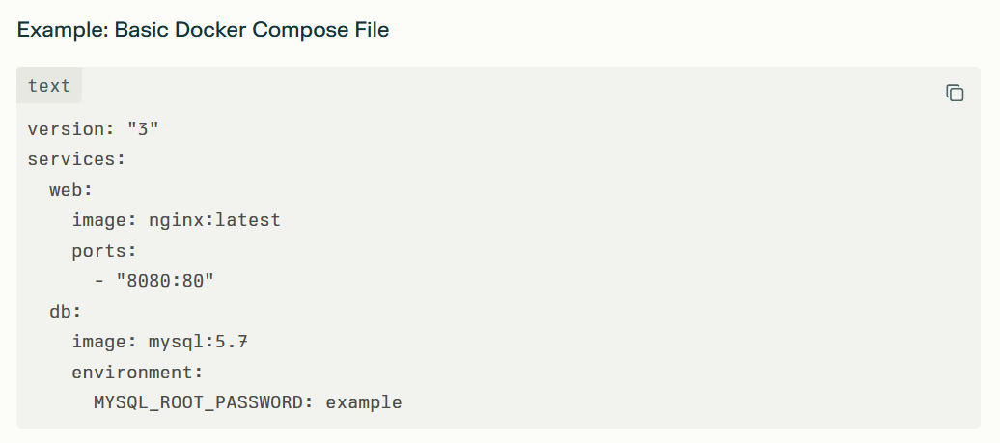 Example: Basic Docker Compose File
text
version: "3"
services:
  web:
    image: nginx:latest
    ports:
      - "8080:80"
  db:
    image: mysql:5.7
    environment:
      MYSQL_ROOT_PASSWORD: example